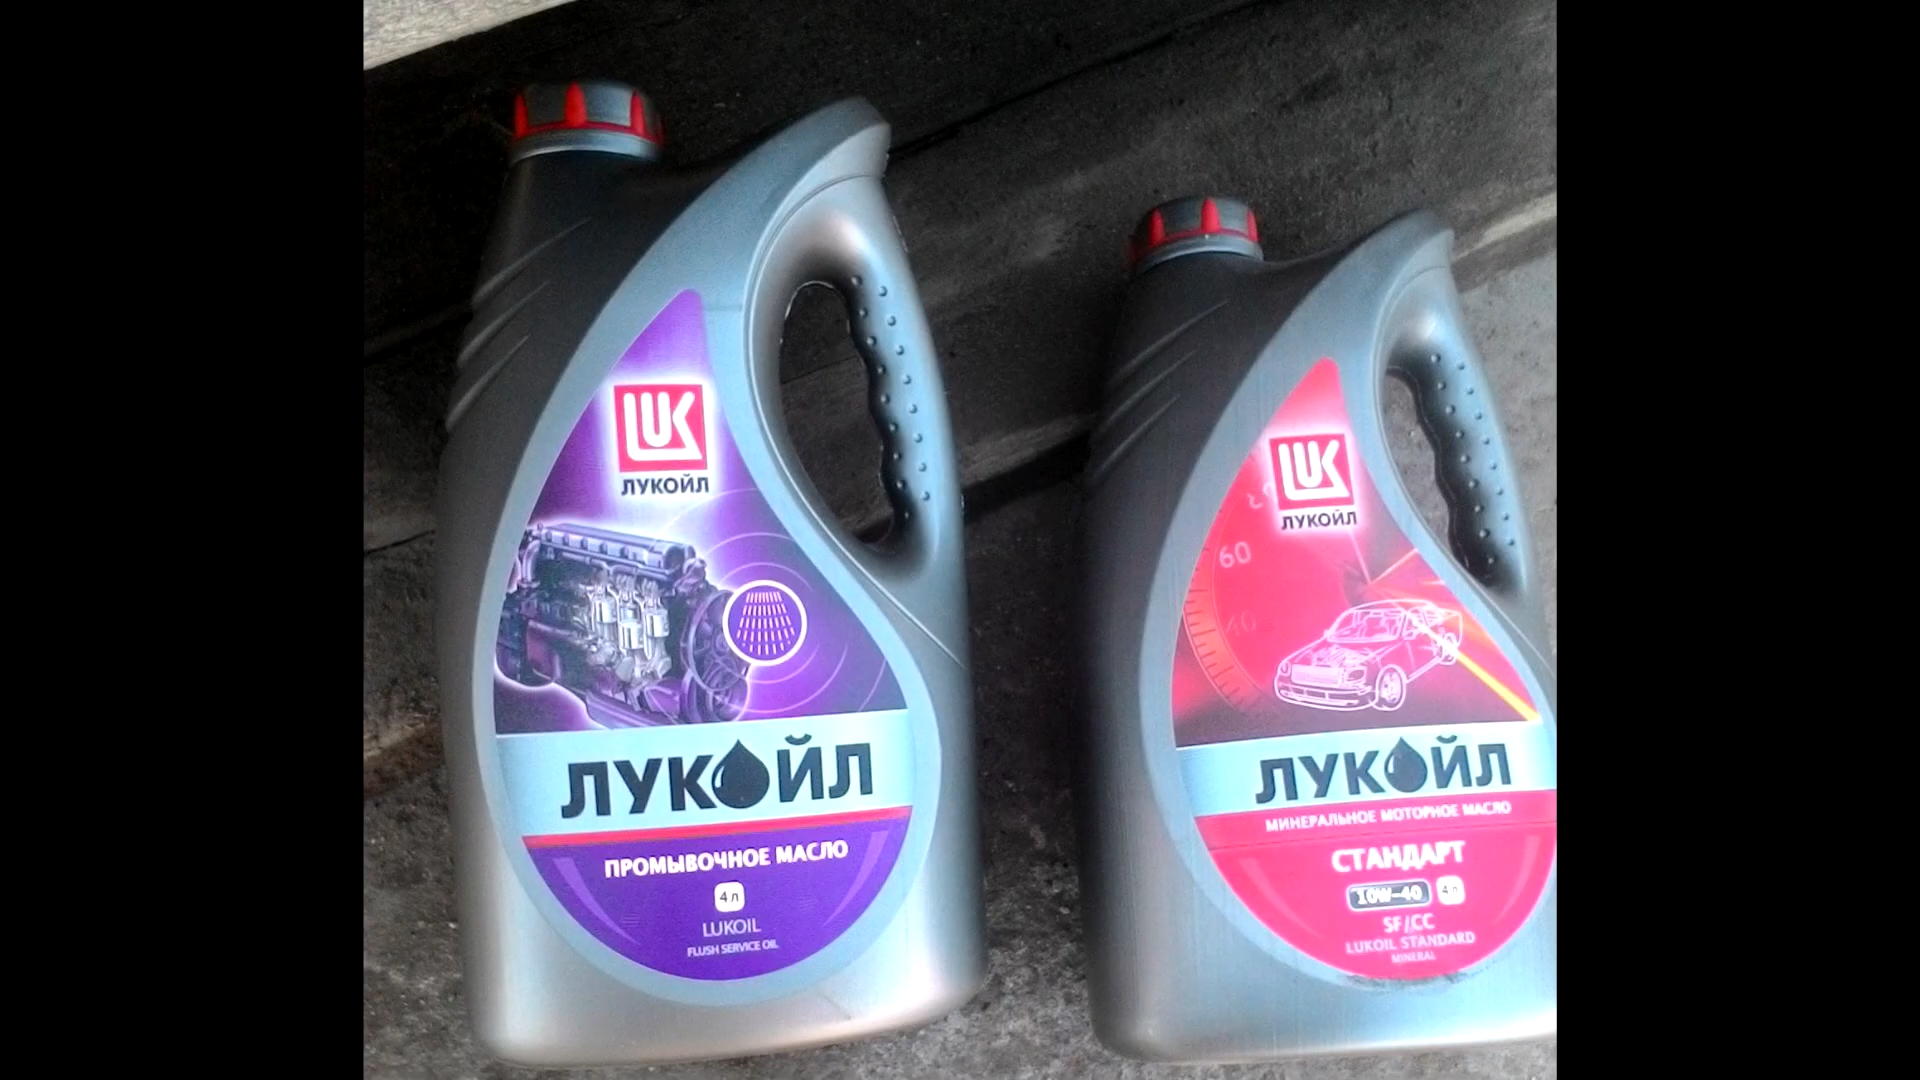 LUK
ЛУКОЙЛ
ЛУКОЙЛ
ПРОМЫВОЧНОЕ МАСЛО
4 л
LUKOIL
FLUSH SERVICE OIL
LUK
ЛУКОЙЛ
60
40
ЛУКОЙЛ
МИНЕРАЛЬНОЕ МОТОРНОЕ МАСЛО
СТАНДАРТ
10W-40 4 л
SF/CC
LUKOIL STANDARD
MINERAL